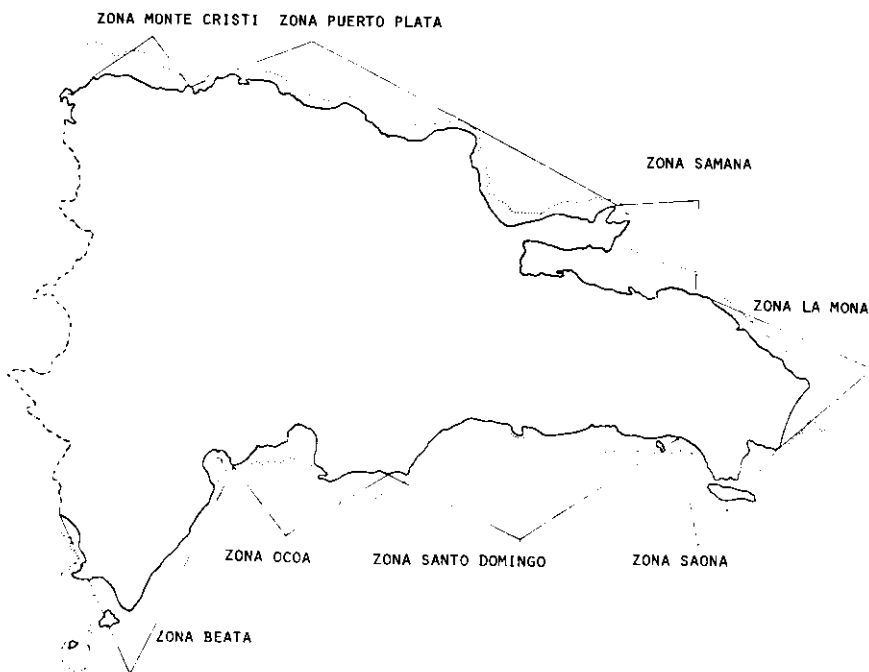 ZONA MONTE CRISTI
ZONA PUERTO PLATA
ZONA SAMANA
ZONA LA MONA
ZONA OCOA
ZONA SANTO DOMINGO
ZONA SAONA
ZONA BEATA